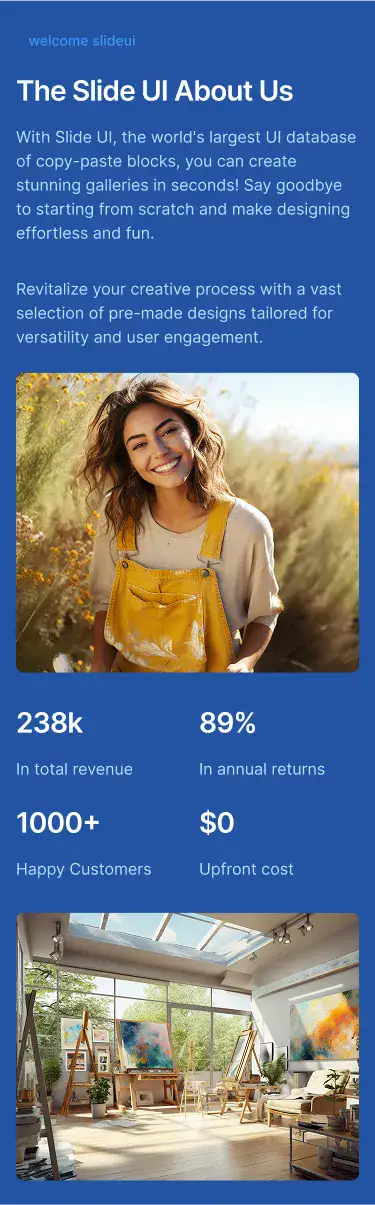 welcome slideui
The Slide UI About Us
With Slide UI, the world's largest UI database
of copy-paste blocks, you can create
stunning galleries in seconds! Say goodbye
to starting from scratch and make designing
effortless and fun.
Revitalize your creative process with a vast
selection of pre-made designs tailored for
versatility and user engagement.
238k
89%
In total revenue
In annual returns
1000+
$0
Happy Customers
Upfront cost